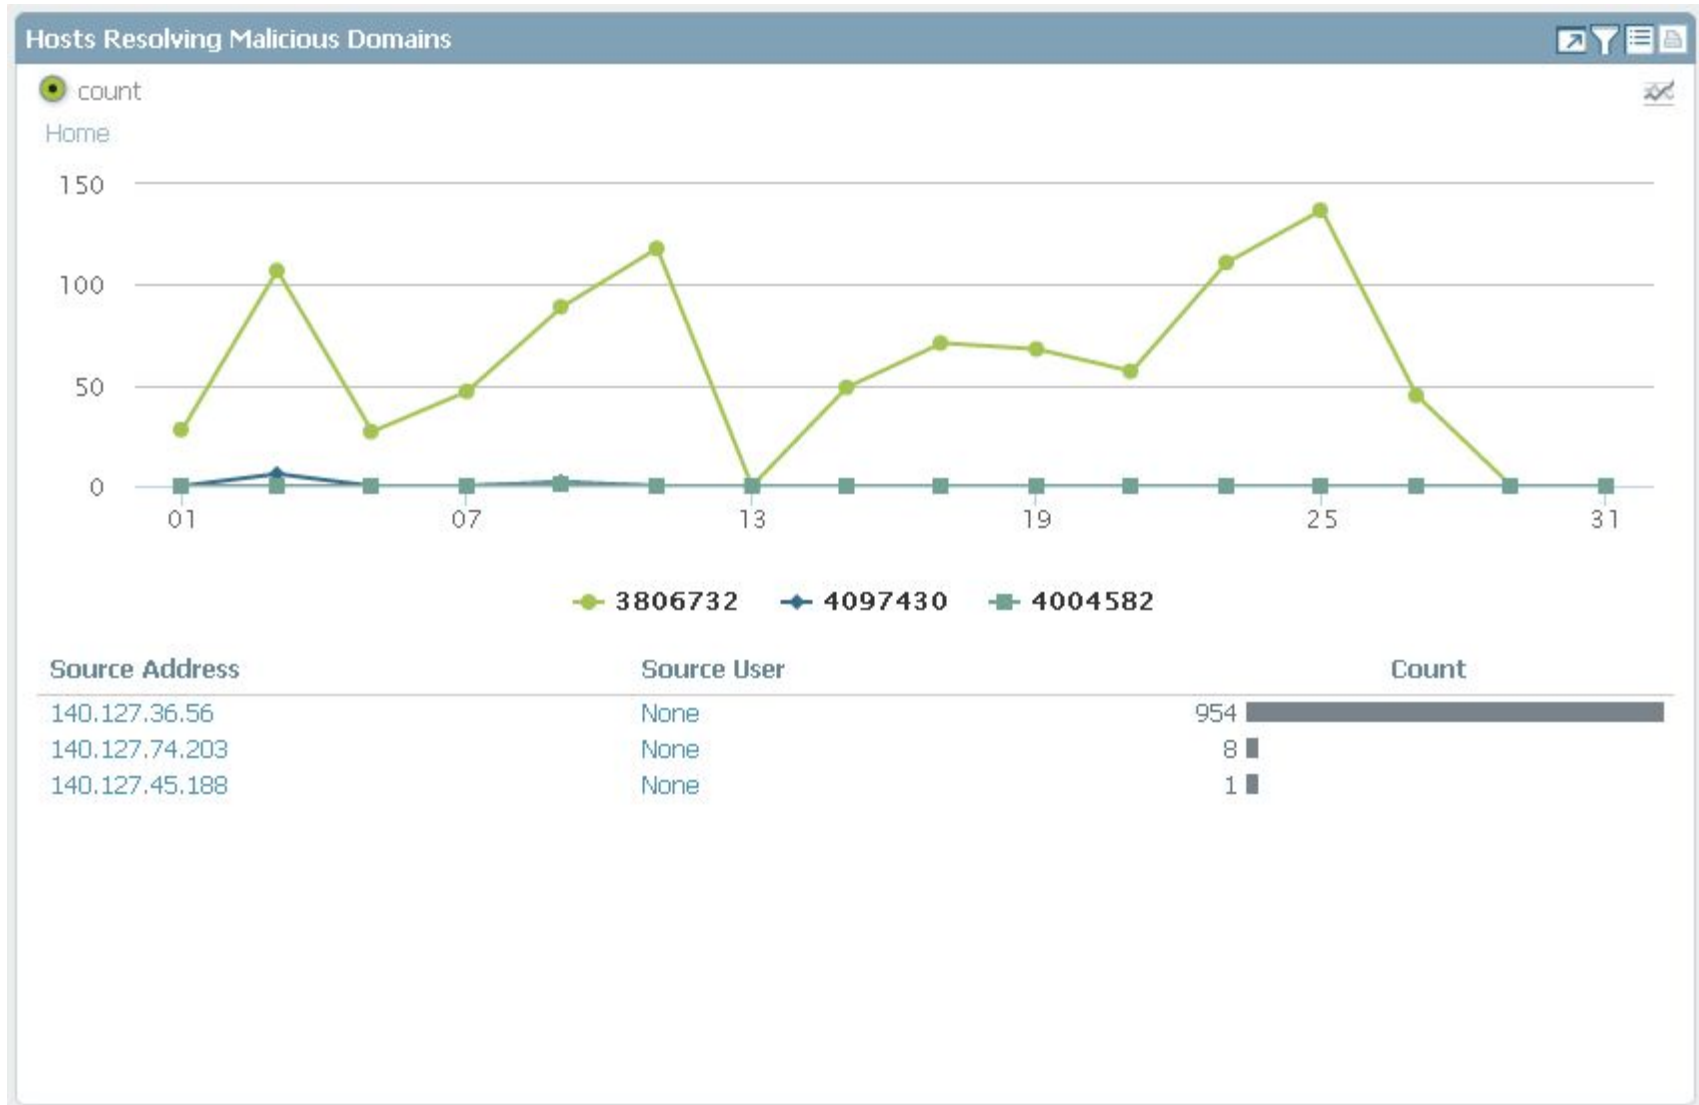 Hosts Resolving Malicious Domains
count
Home
150
100
50
0
01 07 13 19 25 31
3806732 4097430 4004582
Source Address Source User Count
140.127.36.56 None 954
140.127.74.203 None 8
140.127.45.188 None 1